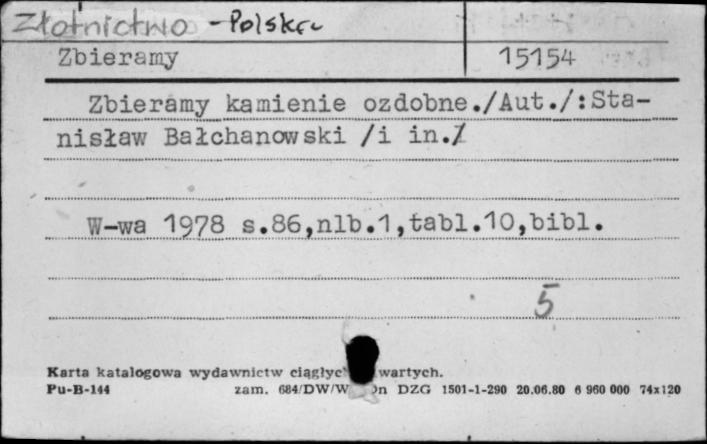 Złotnictwo - Polska
Zbieramy 15154
Zbieramy kamienie ozdobne./Aut./:Sta-
nisław Bałchanowski /i in./
W-wa 1978 s.86,nlb.1,tabl.10,bibl.
5
Karta katalogowa wydawnictw wartych.
Pu-B-144 zam. 684/DW/W DZG 1501-1-290 20.06.80 6 960 000 74x120